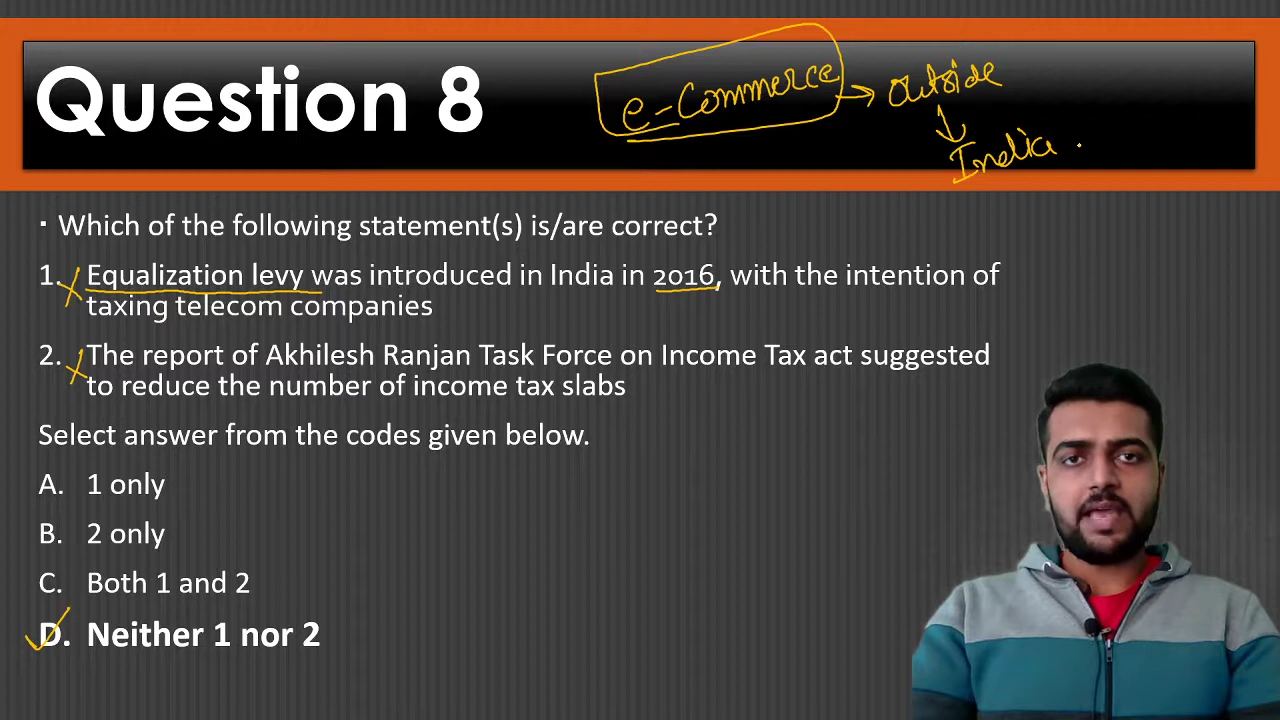 Question 8
e-Commerce → outside
↓
India .
· Which of the following statement(s) is/are correct?
1. Equalization levy was introduced in India in 2016, with the intention of
taxing telecom companies
2. The report of Akhilesh Ranjan Task Force on Income Tax act suggested
to reduce the number of income tax slabs
Select answer from the codes given below.
A. 1 only
B. 2 only
C. Both 1 and 2
D. Neither 1 nor 2